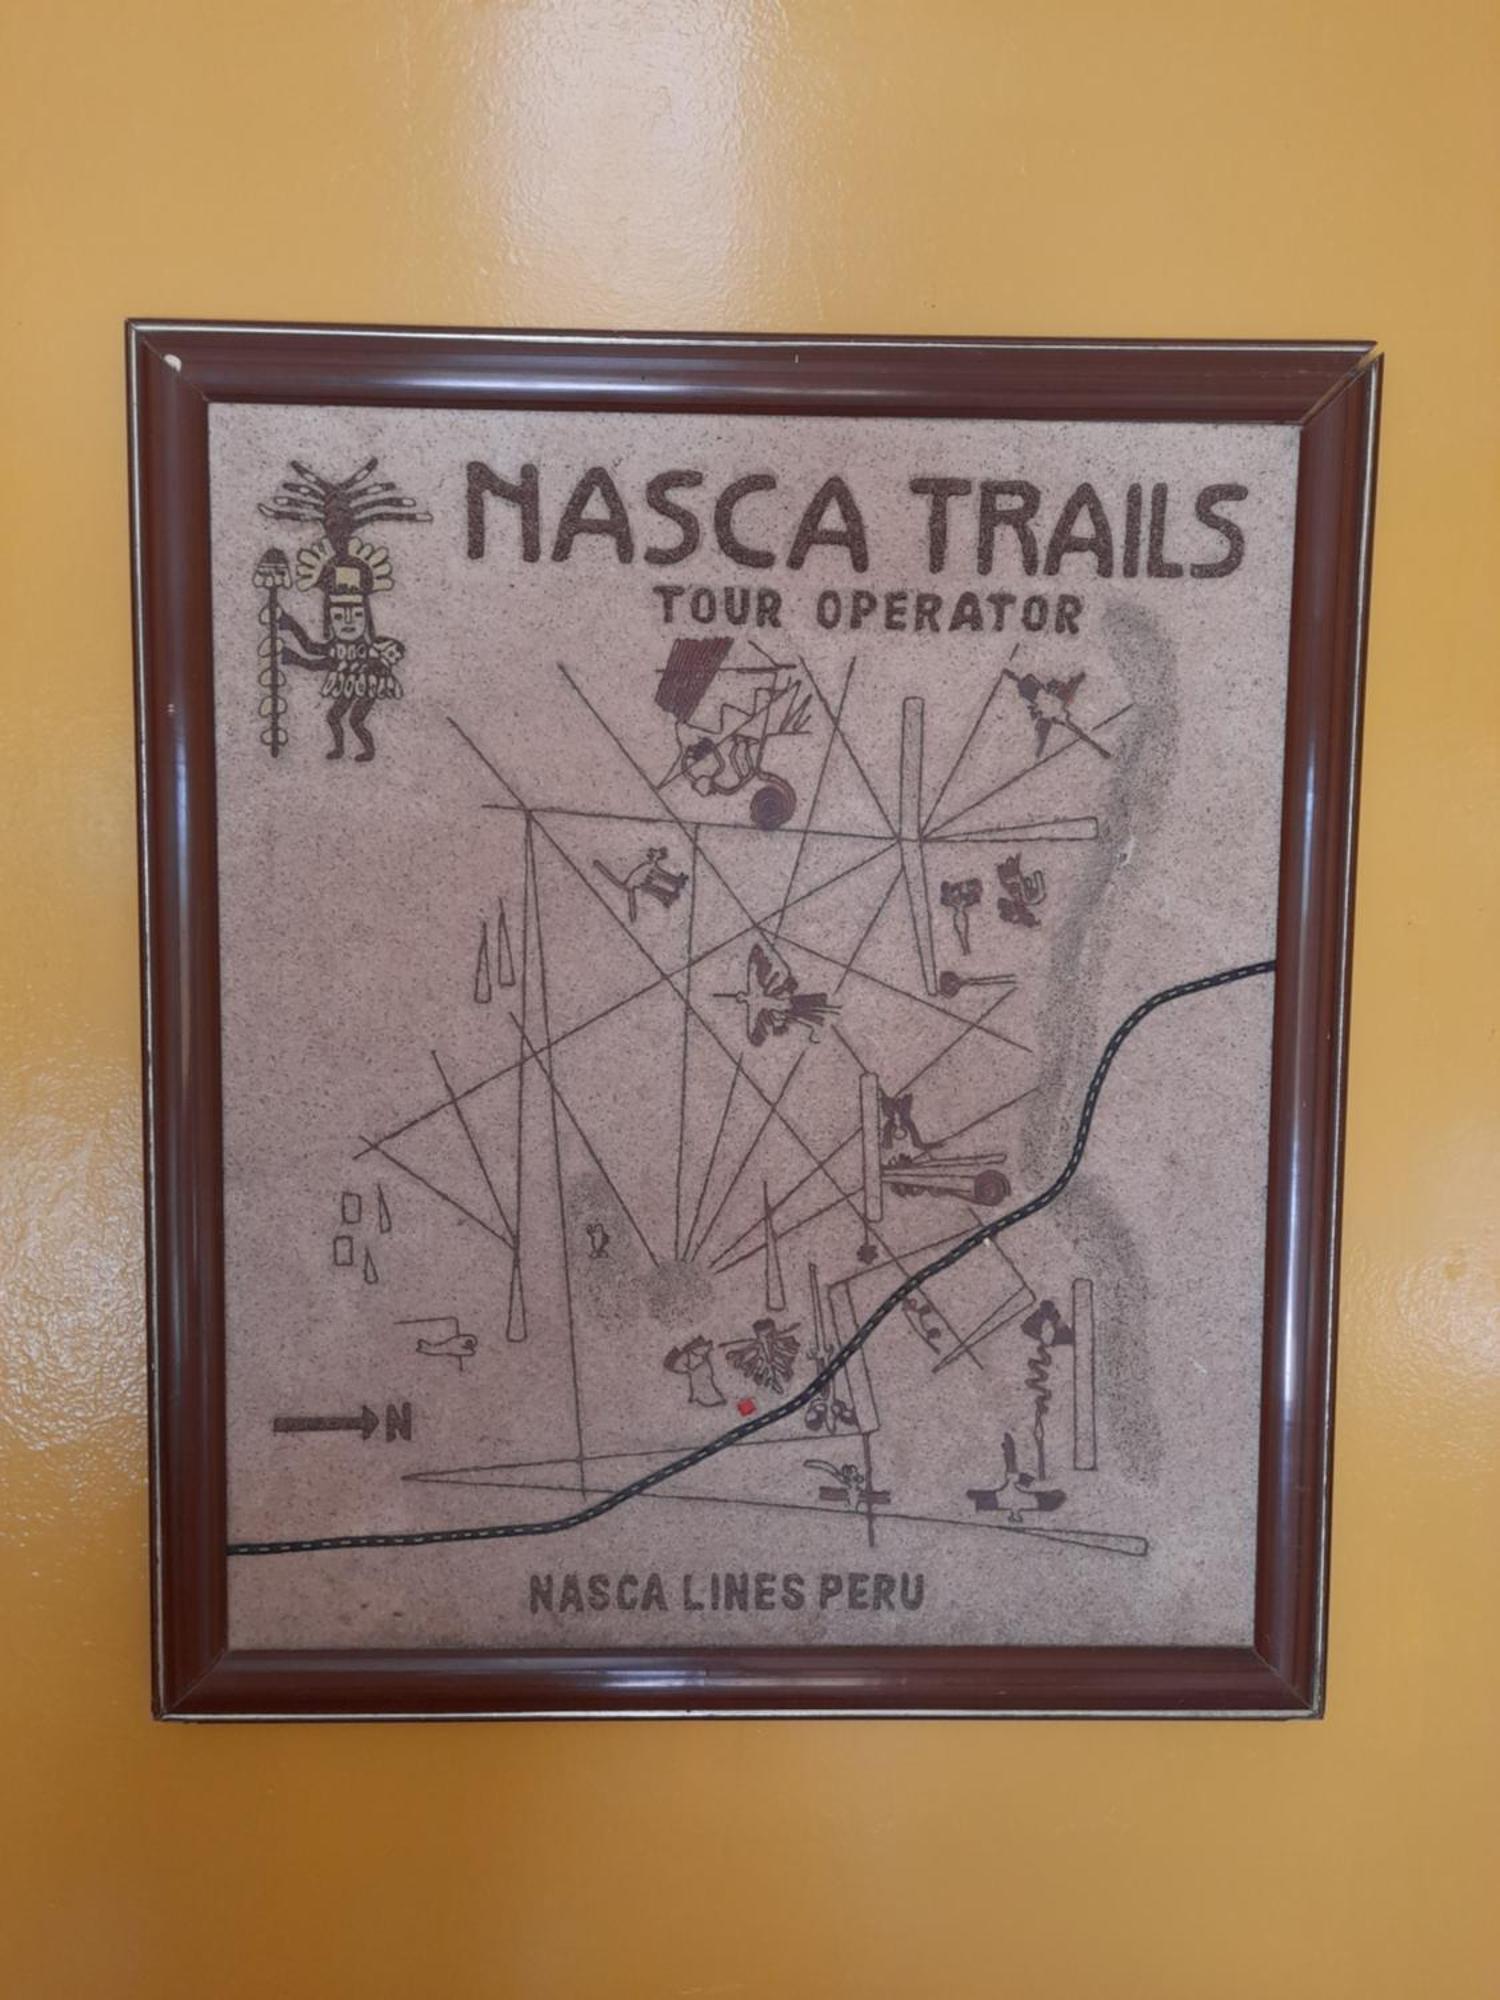 NASCA TRAILS
TOUR OPERATOR
N
NASCA LINES PERU